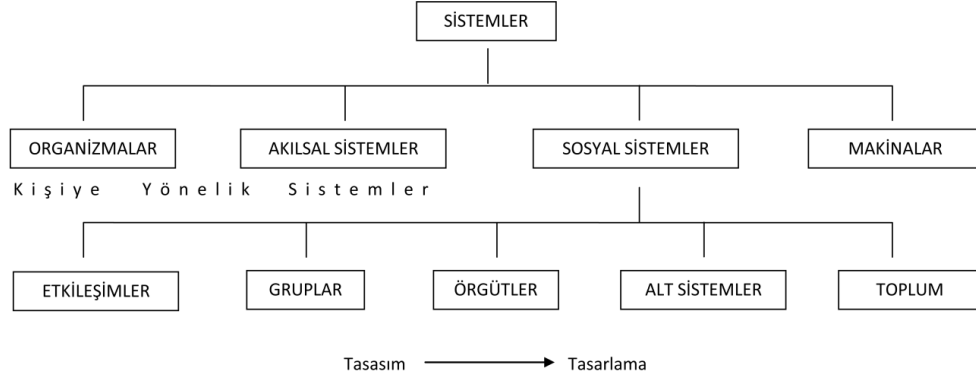 SİSTEMLER
ORGANİZMALAR AKILSAL SİSTEMLER SOSYAL SİSTEMLER MAKİNALAR
Kişiye Yönelik Sistemler
ETKİLEŞİMLER GRUPLAR ÖRGÜTLER ALT SİSTEMLER TOPLUM
Tasasım Tasarlama